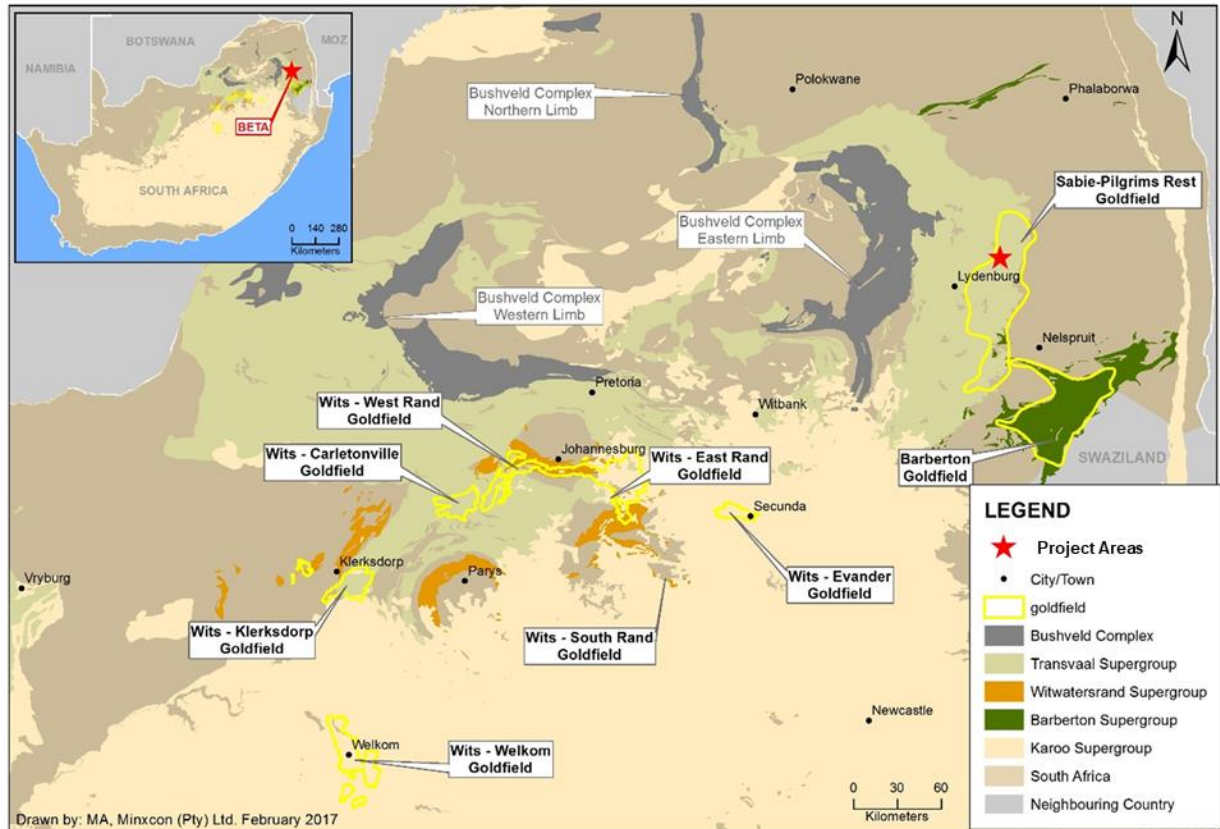 BOTSWANA
MOZ
NAMIBIA
BETA
SOUTH AFRICA
0 140 280
Kilometers
N
Polokwane
Phalaborwa
Bushveld Complex
Northern Limb
Sabie-Pilgrims Rest
Goldfield
Bushveld Complex
Eastern Limb
Lydenburg
Bushveld Complex
Western Limb
Nelspruit
Pretoria
Witbank
Wits - West Rand
Goldfield
Johannesburg
Wits - Carletonville
Goldfield
Wits - East Rand
Goldfield
Barberton
Goldfield
SWAZILAND
Secunda
Klerksdorp
Parys
Vryburg
Wits - Evander
Goldfield
Wits - Klerksdorp
Goldfield
Wits - South Rand
Goldfield
Newcastle
Welkom
Wits - Welkom
Goldfield
0 30 60
Kilometers
LEGEND
Project Areas
City/Town
goldfield
Bushveld Complex
Transvaal Supergroup
Witwatersrand Supergroup
Barberton Supergroup
Karoo Supergroup
South Africa
Neighbouring Country
Drawn by: MA, Minxcon (Pty) Ltd. February 2017